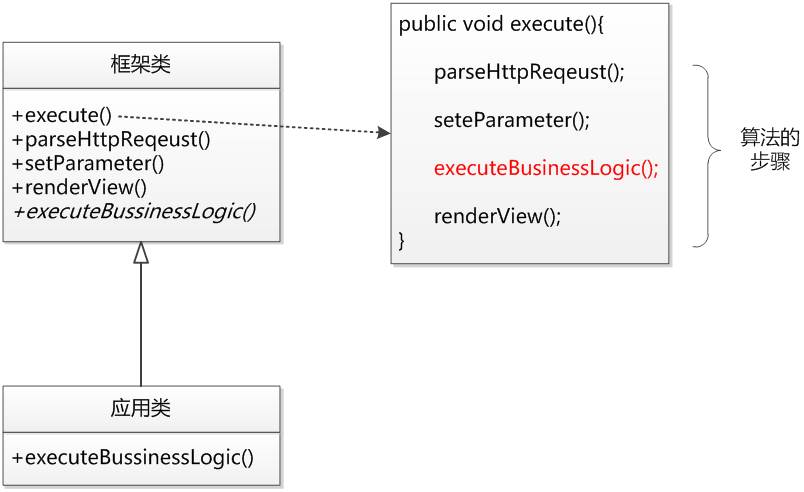 框架类
+execute()
+parseHttpReqeust()
+setParameter()
+renderView()
+executeBussinessLogic()
public void execute(){
parseHttpReqeust();
seteParameter();
executeBusinessLogic();
renderView();
}
算法的
步骤
应用类
+executeBussinessLogic()